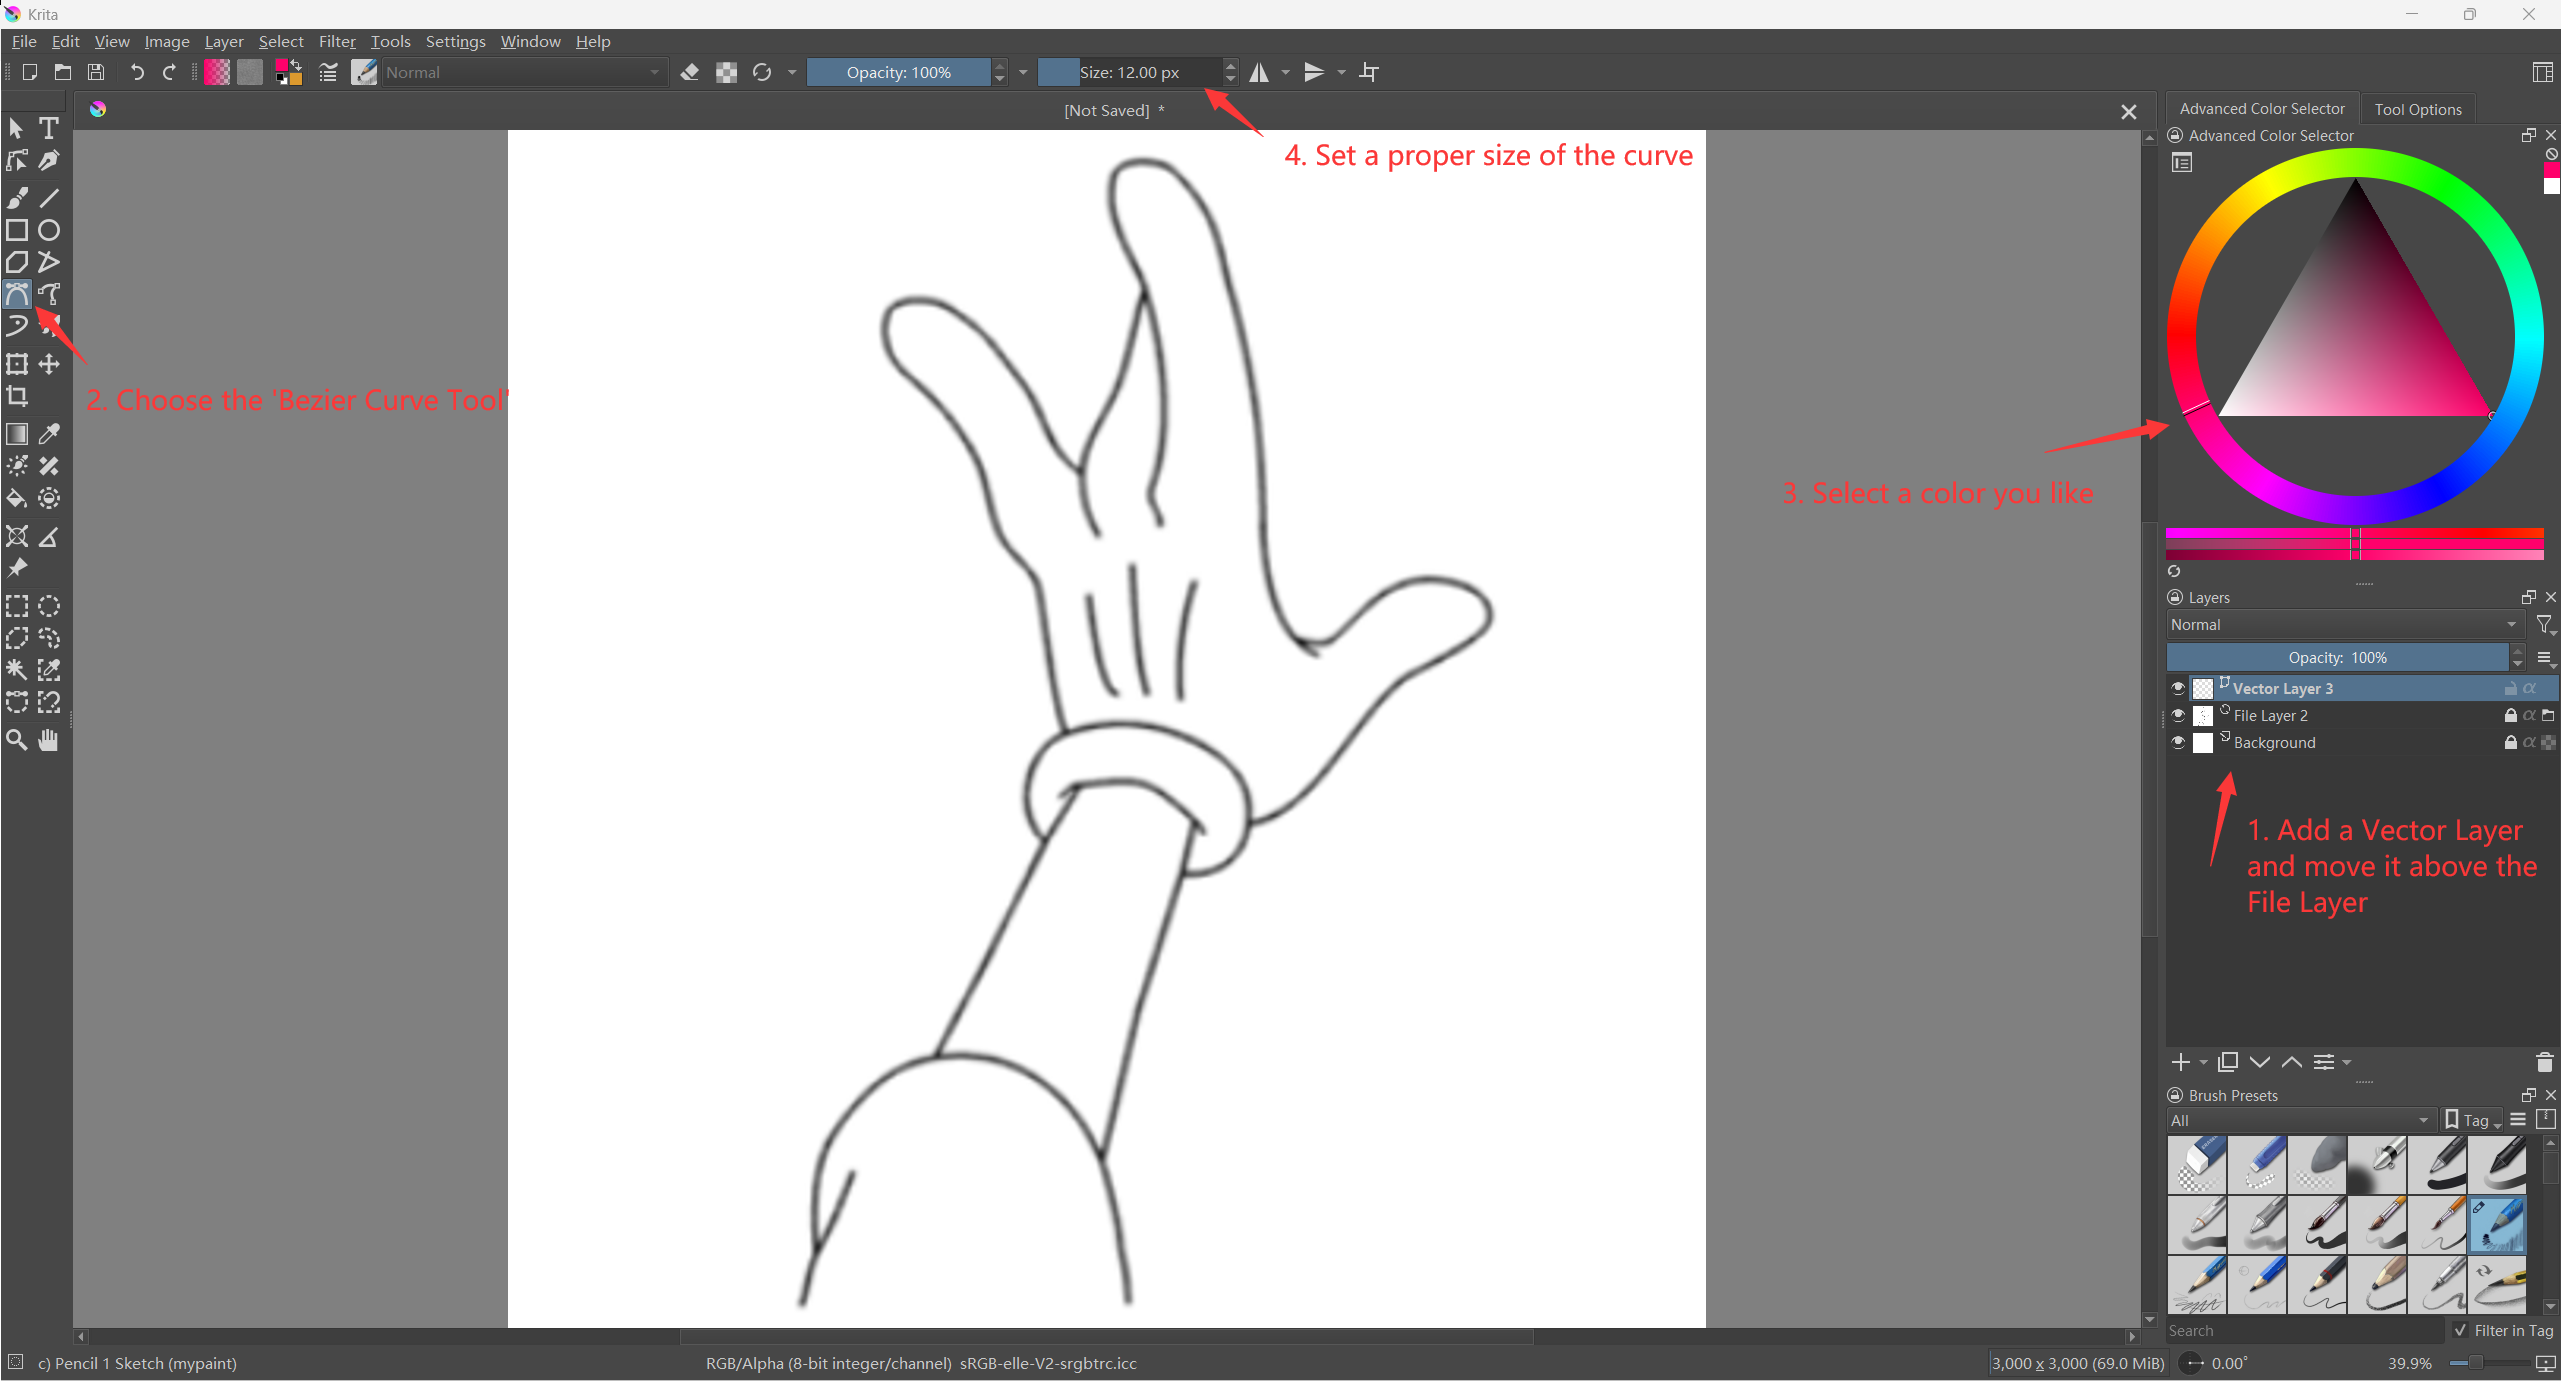 Krita
File Edit View Image Layer Select Filter Tools Settings Window Help
Normal
Opacity: 100%
Size: 12.00 px
[Not Saved] *
4. Set a proper size of the curve
2. Choose the 'Bezier Curve Tool'
3. Select a color you like
Advanced Color Selector
Tool Options
Advanced Color Selector
Layers
Normal
Opacity: 100%
Vector Layer 3
File Layer 2
Background
1. Add a Vector Layer
and move it above the
File Layer
Brush Presets
All
Tag
Search
Filter in Tag
c) Pencil 1 Sketch (mypaint)
RGB/Alpha (8-bit integer/channel) sRGB-elle-V2-srgbtrc.icc
3,000 x 3,000 (69.0 MiB)
0.00°
39.9%